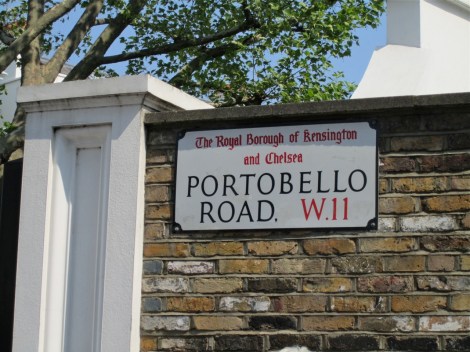 The Royal Borough of Kensington
and Chelsea
PORTOBELLO
ROAD. W.11